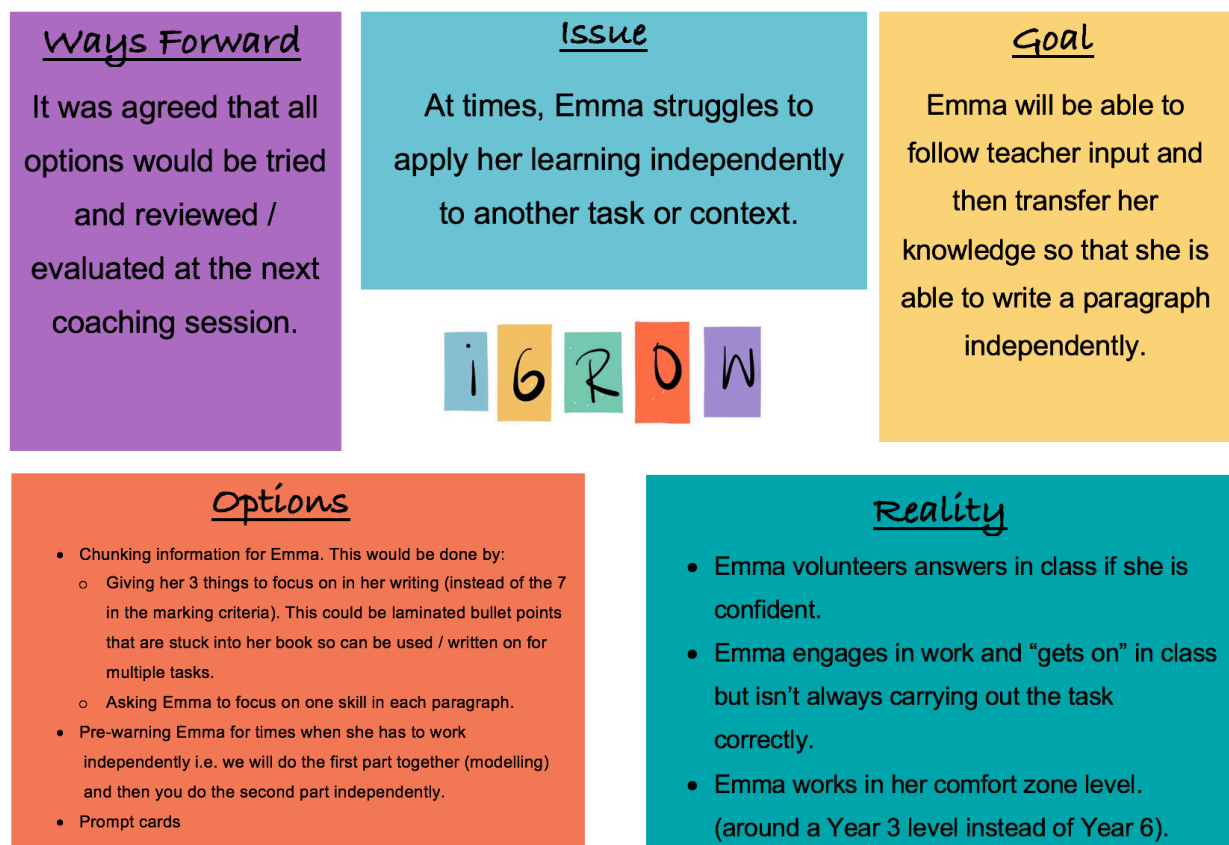 Ways Forward
It was agreed that all
options would be tried
and reviewed /
evaluated at the next
coaching session.
Issue
At times, Emma struggles to
apply her learning independently
to another task or context.
Goal
Emma will be able to
follow teacher input and
then transfer her
knowledge so that she is
able to write a paragraph
independently.
i G R O W
Options
• Chunking information for Emma. This would be done by:
o Giving her 3 things to focus on in her writing (instead of the 7
in the marking criteria). This could be laminated bullet points
that are stuck into her book so can be used / written on for
multiple tasks.
o Asking Emma to focus on one skill in each paragraph.
• Pre-warning Emma for times when she has to work
independently i.e. we will do the first part together (modelling)
and then you do the second part independently.
• Prompt cards
Reality
• Emma volunteers answers in class if she is
confident.
• Emma engages in work and “gets on” in class
but isn’t always carrying out the task
correctly.
• Emma works in her comfort zone level.
(around a Year 3 level instead of Year 6).